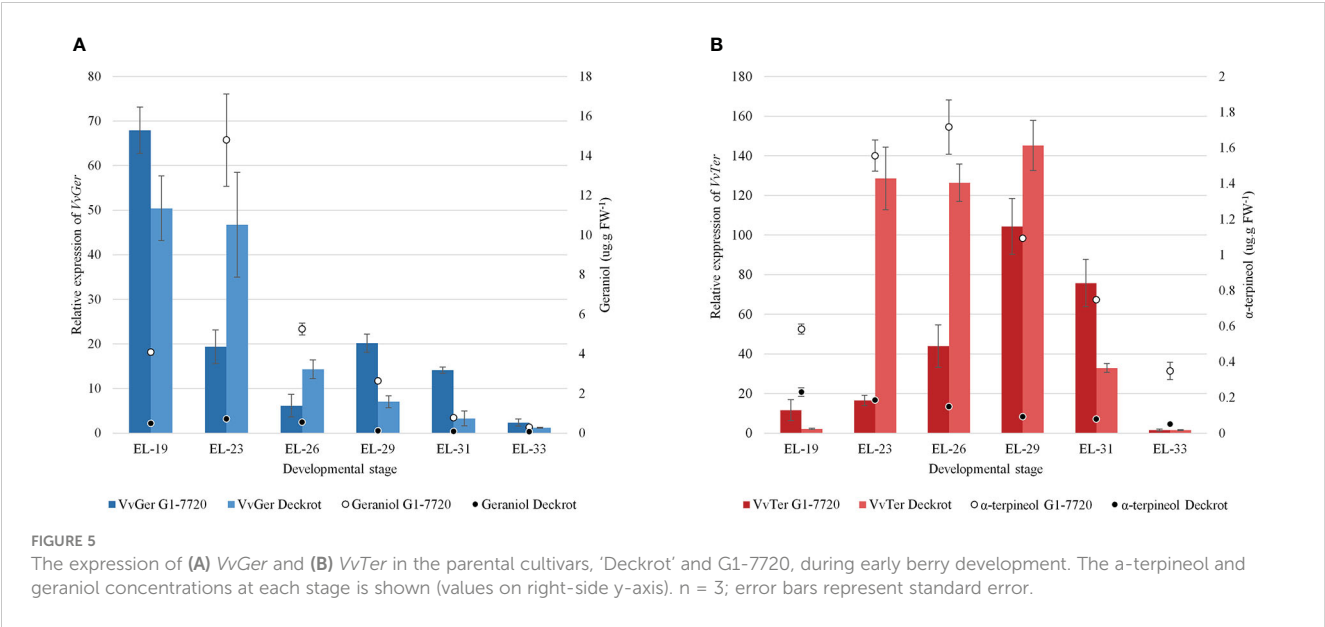 A
80
70
60
50
40
30
20
10
0
Relative expression of VvGer
18
16
14
12
10
8
6
4
2
0
Geraniol (ug.g FW⁻¹)
EL-19 EL-23 EL-26 EL-29 EL-31 EL-33
Developmental stage
VvGer G1-7720 VvGer Deckrot Geraniol G1-7720 Geraniol Deckrot
B
180
160
140
120
100
80
60
40
20
0
Relative exppression of VvTer
2
1.8
1.6
1.4
1.2
1
0.8
0.6
0.4
0.2
0
α-terpineol (ug.g FW⁻¹)
EL-19 EL-23 EL-26 EL-29 EL-31 EL-33
Developmental stage
VvTer G1-7720 VvTer Deckrot α-terpineol G1-7720 α-terpineol Deckrot
FIGURE 5
The expression of (A) VvGer and (B) VvTer in the parental cultivars, ‘Deckrot’ and G1-7720, during early berry development. The a-terpineol and
geraniol concentrations at each stage is shown (values on right-side y-axis). n = 3; error bars represent standard error.